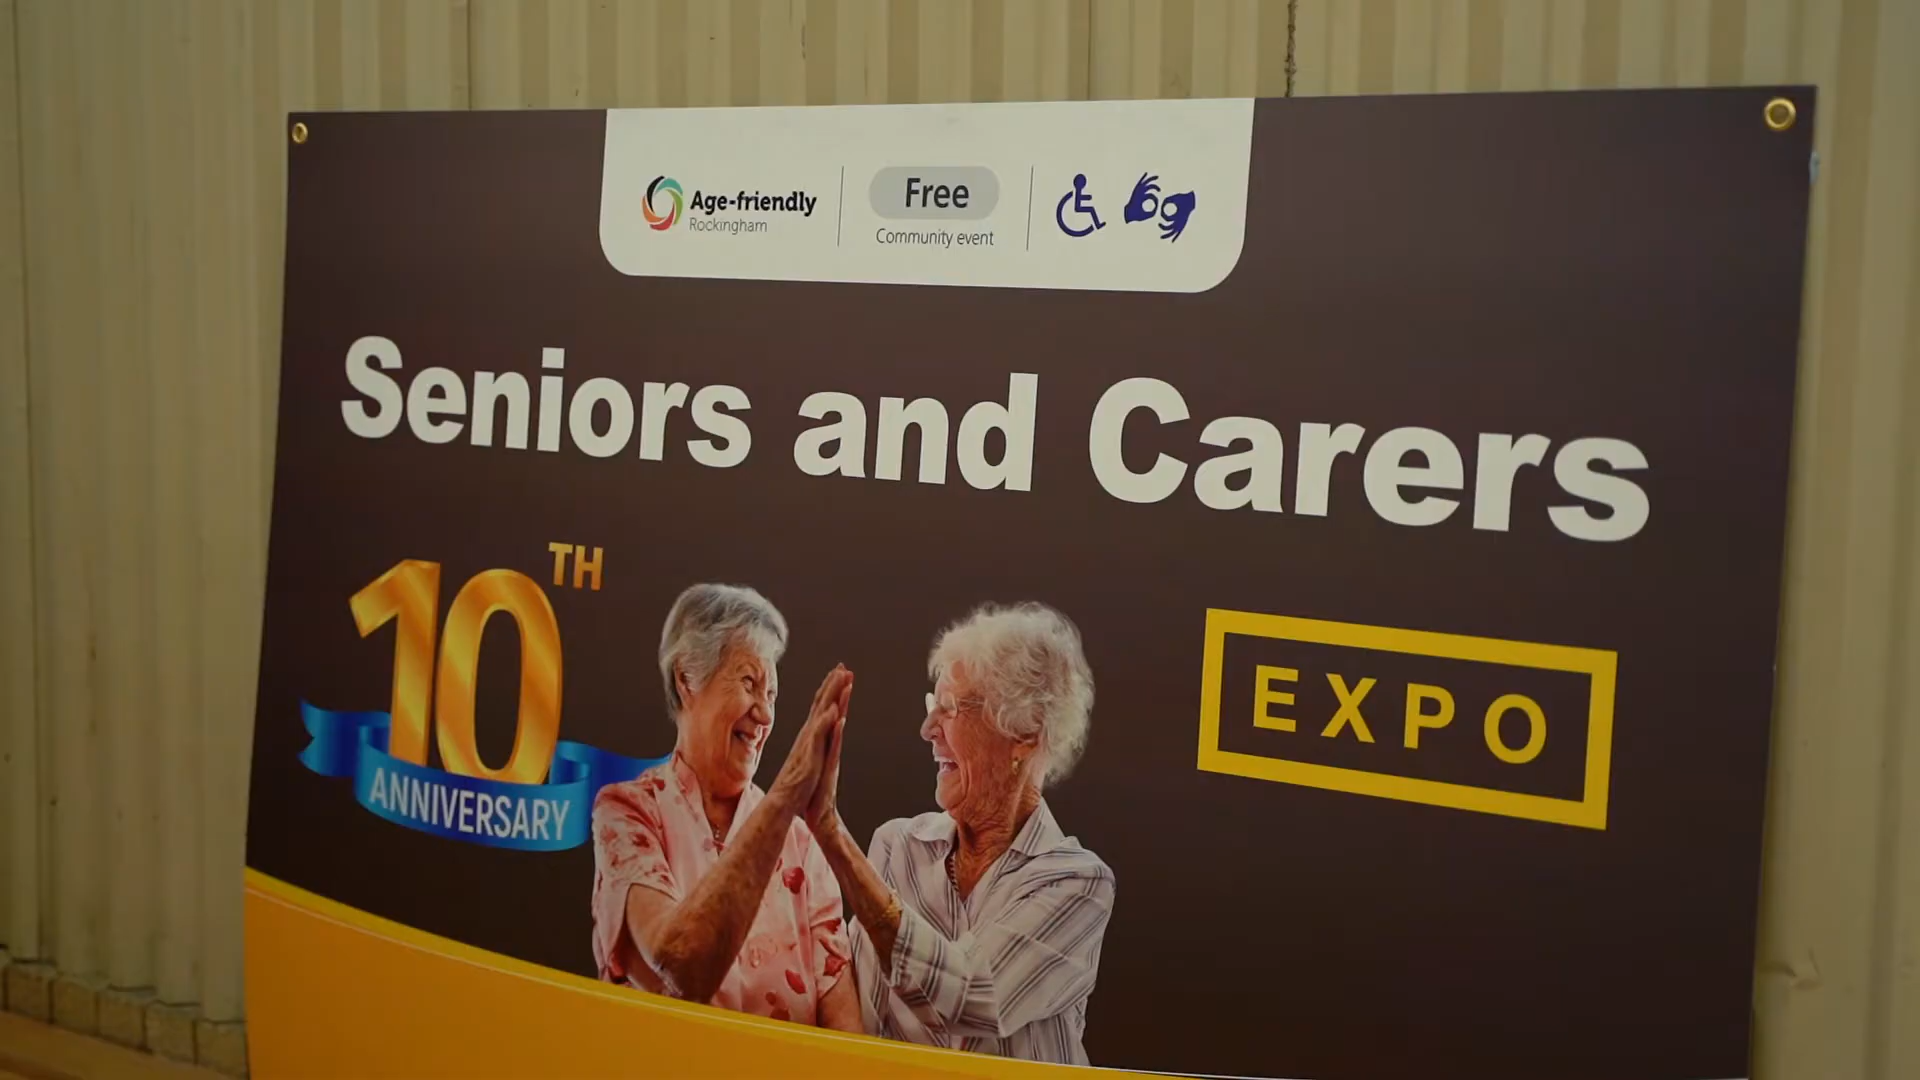 Age-friendly
Rockingham
Free
Community event
Seniors and Carers
10TH
ANNIVERSARY
EXPO